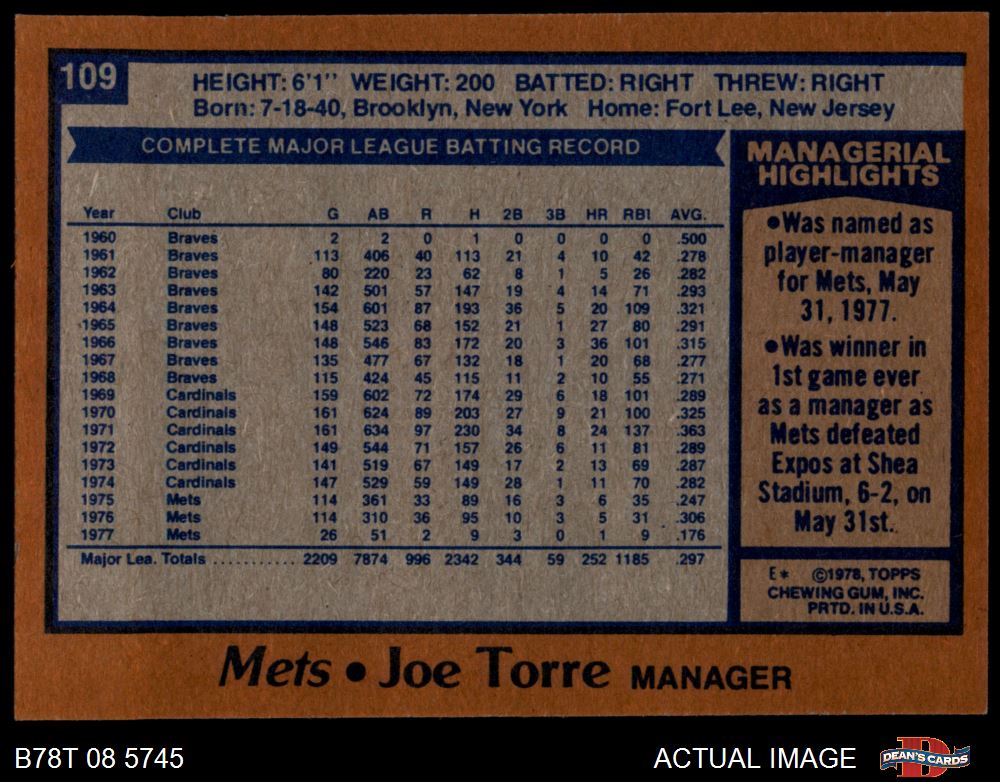 109
HEIGHT: 6'1" WEIGHT: 200 BATTED: RIGHT THREW: RIGHT
Born: 7-18-40, Brooklyn, New York Home: Fort Lee, New Jersey
COMPLETE MAJOR LEAGUE BATTING RECORD
Year Club G AB R H 2B 3B HR RBI AVG.
1960 Braves 2 2 0 1 0 0 0 0 .500
1961 Braves 113 406 40 113 21 4 10 42 .278
1962 Braves 80 220 23 62 8 1 5 26 .282
1963 Braves 142 501 57 147 19 4 14 71 .293
1964 Braves 154 601 87 193 36 5 20 109 .321
1965 Braves 148 523 68 152 21 1 27 80 .291
1966 Braves 148 546 83 172 20 3 36 101 .315
1967 Braves 135 477 67 132 18 1 20 68 .277
1968 Braves 115 424 45 115 11 2 10 55 .271
1969 Cardinals 159 602 72 174 29 6 18 101 .289
1970 Cardinals 161 624 89 203 27 9 21 100 .325
1971 Cardinals 161 634 97 230 34 8 24 137 .363
1972 Cardinals 149 544 71 157 26 6 11 81 .289
1973 Cardinals 141 519 67 149 17 2 13 69 .287
1974 Cardinals 147 529 59 149 28 1 11 70 .282
1975 Mets 114 361 33 89 16 3 6 35 .247
1976 Mets 114 310 36 95 10 3 5 31 .306
1977 Mets 26 51 2 9 3 0 1 9 .176
Major Lea. Totals .......... 2209 7874 996 2342 344 59 252 1185 .297
MANAGERIAL
HIGHLIGHTS
●Was named as
player-manager
for Mets, May
31, 1977.
●Was winner in
1st game ever
as a manager as
Mets defeated
Expos at Shea
Stadium, 6-2, on
May 31st.
E* ©1978, TOPPS
CHEWING GUM, INC.
PRTD. IN U.S.A.
Mets ● Joe Torre MANAGER
B78T 08 5745
ACTUAL IMAGE
DEAN'S CARDS